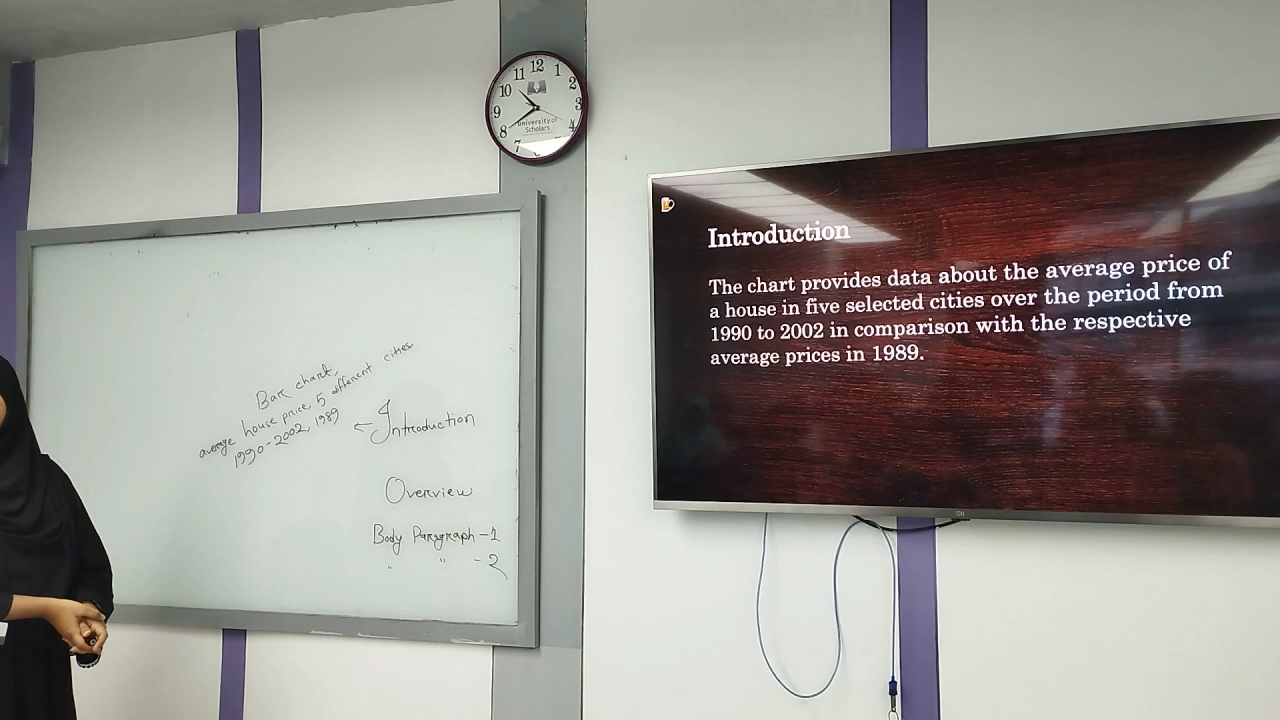 12
1
2
3
4
7
8
9
10
11
University of
Scholars
Bar chart,
average house price, 5 different cities
1990-2002, 1989
← Introduction
Overview
Body Paragraph -1
" " -2
Introduction
The chart provides data about the average price of
a house in five selected cities over the period from
1990 to 2002 in comparison with the respective
average prices in 1989.